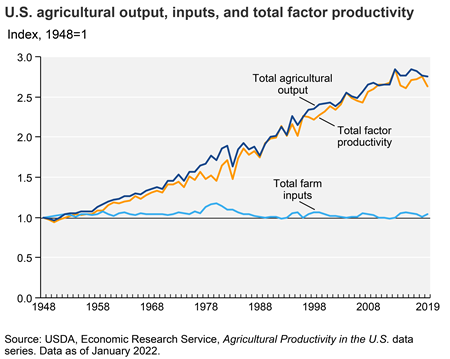 U.S. agricultural output, inputs, and total factor productivity
Index, 1948=1
3.0
2.5
2.0
1.5
1.0
0.5
0.0
Total agricultural
output
Total factor
productivity
Total farm
inputs
1948 1958 1968 1978 1988 1998 2008 2019
Source: USDA, Economic Research Service, Agricultural Productivity in the U.S. data
series. Data as of January 2022.